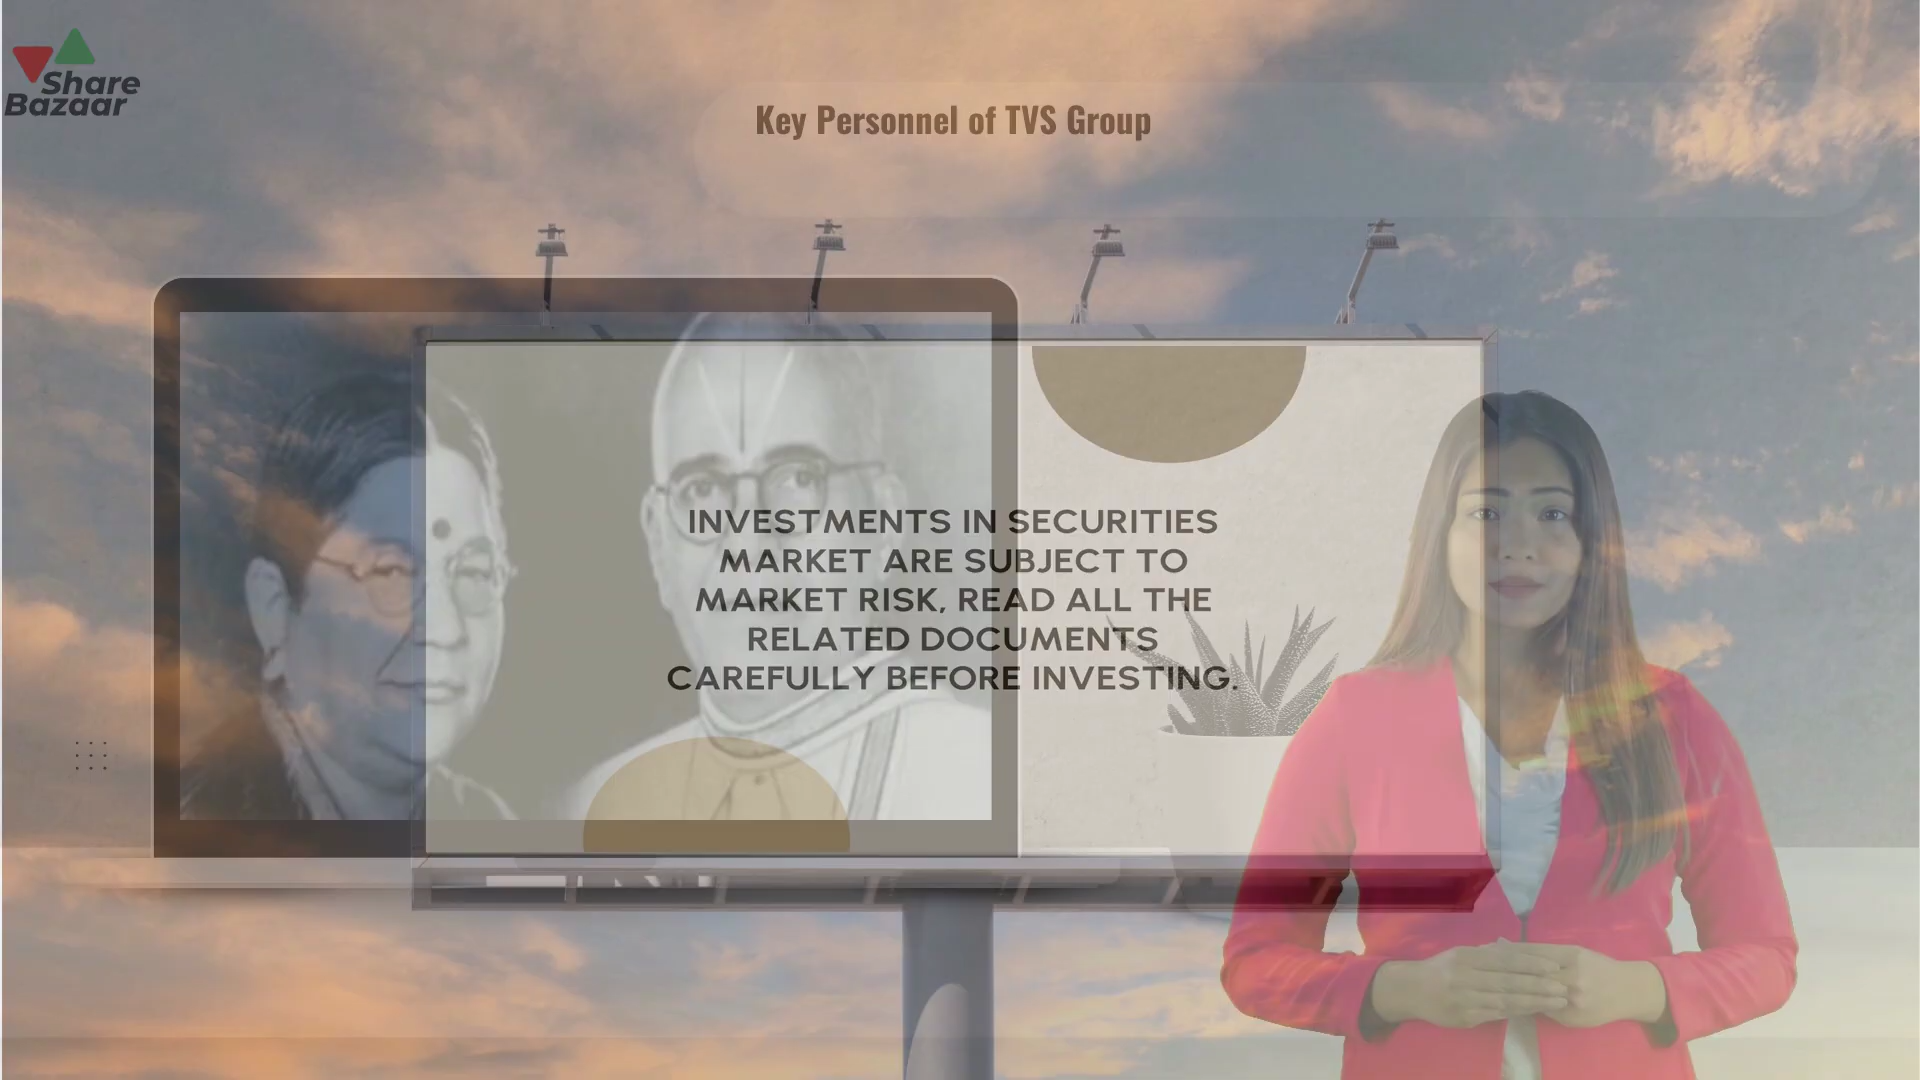 Share
Bazaar
Key Personnel of TVS Group
INVESTMENTS IN SECURITIES
MARKET ARE SUBJECT TO
MARKET RISK, READ ALL THE
RELATED DOCUMENTS
CAREFULLY BEFORE INVESTING.